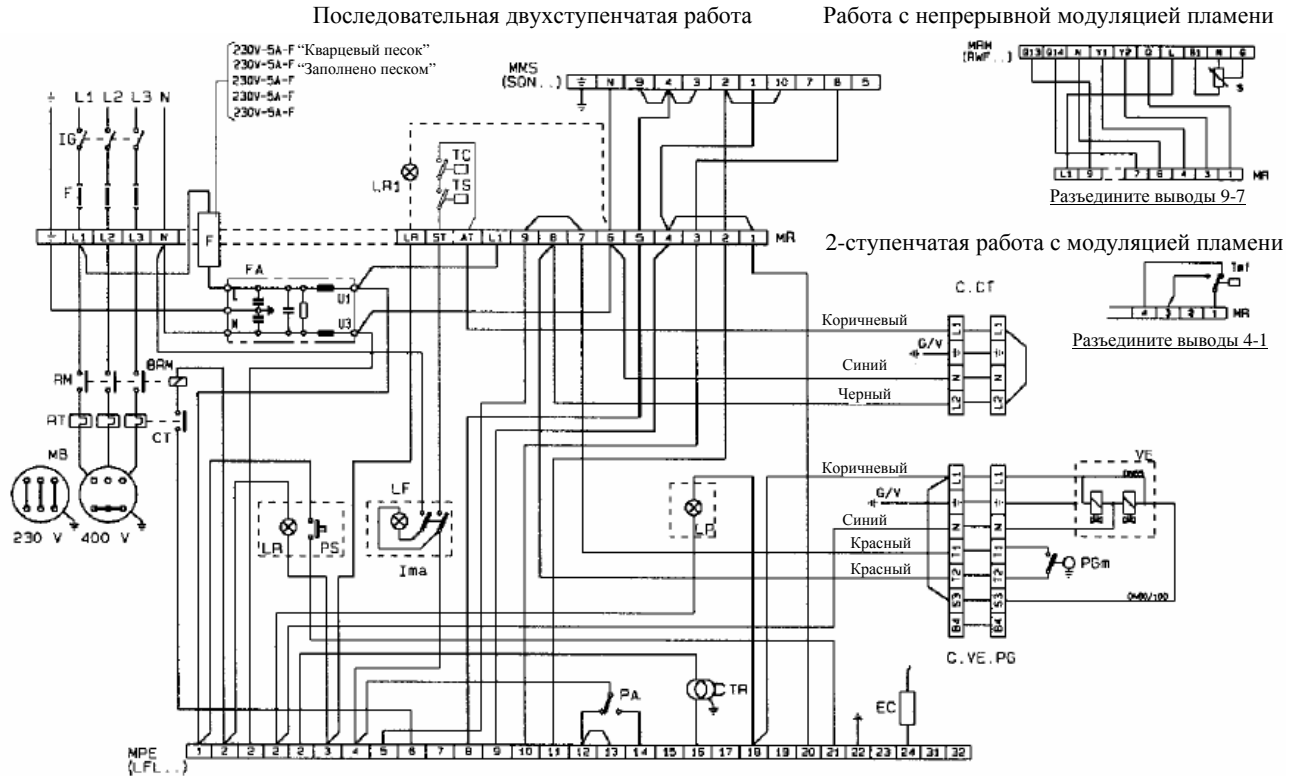 Последовательная двухступенчатая работа
Работа с непрерывной модуляцией пламени
230V-5A-F “Кварцевый песок”
230V-5A-F “Заполнено песком”
230V-5A-F
230V-5A-F
230V-5A-F
MMS
(SQN..)
N 9 4 3 2 1 10 7 8 5
MRM
(RWF..)
Q13 Q14 N Y1 Y2 Q L B1 M G
S
L1 9 7 6 4 3 1 MR
Разъедините выводы 9-7
L1 L2 L3 N
IG
F
LR1
TC
TS
L1 L2 L3 N
F
LR ST AT L1 9 8 7 6 5 4 3 2 1 MR
2-ступенчатая работа с модуляцией пламени
Tmf
4 3 2 1 MR
Разъедините выводы 4-1
FA
L U1
N U3
C.CT
Коричневый
G/V
Синий
Черный
L1 N L2
L1 N L2
RM
BRM
RT
CT
MB
230 V 400 V
LR PS
LF
Ima
LP
Коричневый
G/V
Синий
Красный
Красный
L1 N T1 T2 S3 B4
L1 N T1 T2 S3 B4
VE
DN65
PGm
DN80/100
C.VE.PG
PA
TR
EC
MPE
(LFL..)
1 2 2 2 2 3 4 5 6 7 8 9 10 11 12 13 14 15 16 17 18 19 20 21 22 23 24 31 32